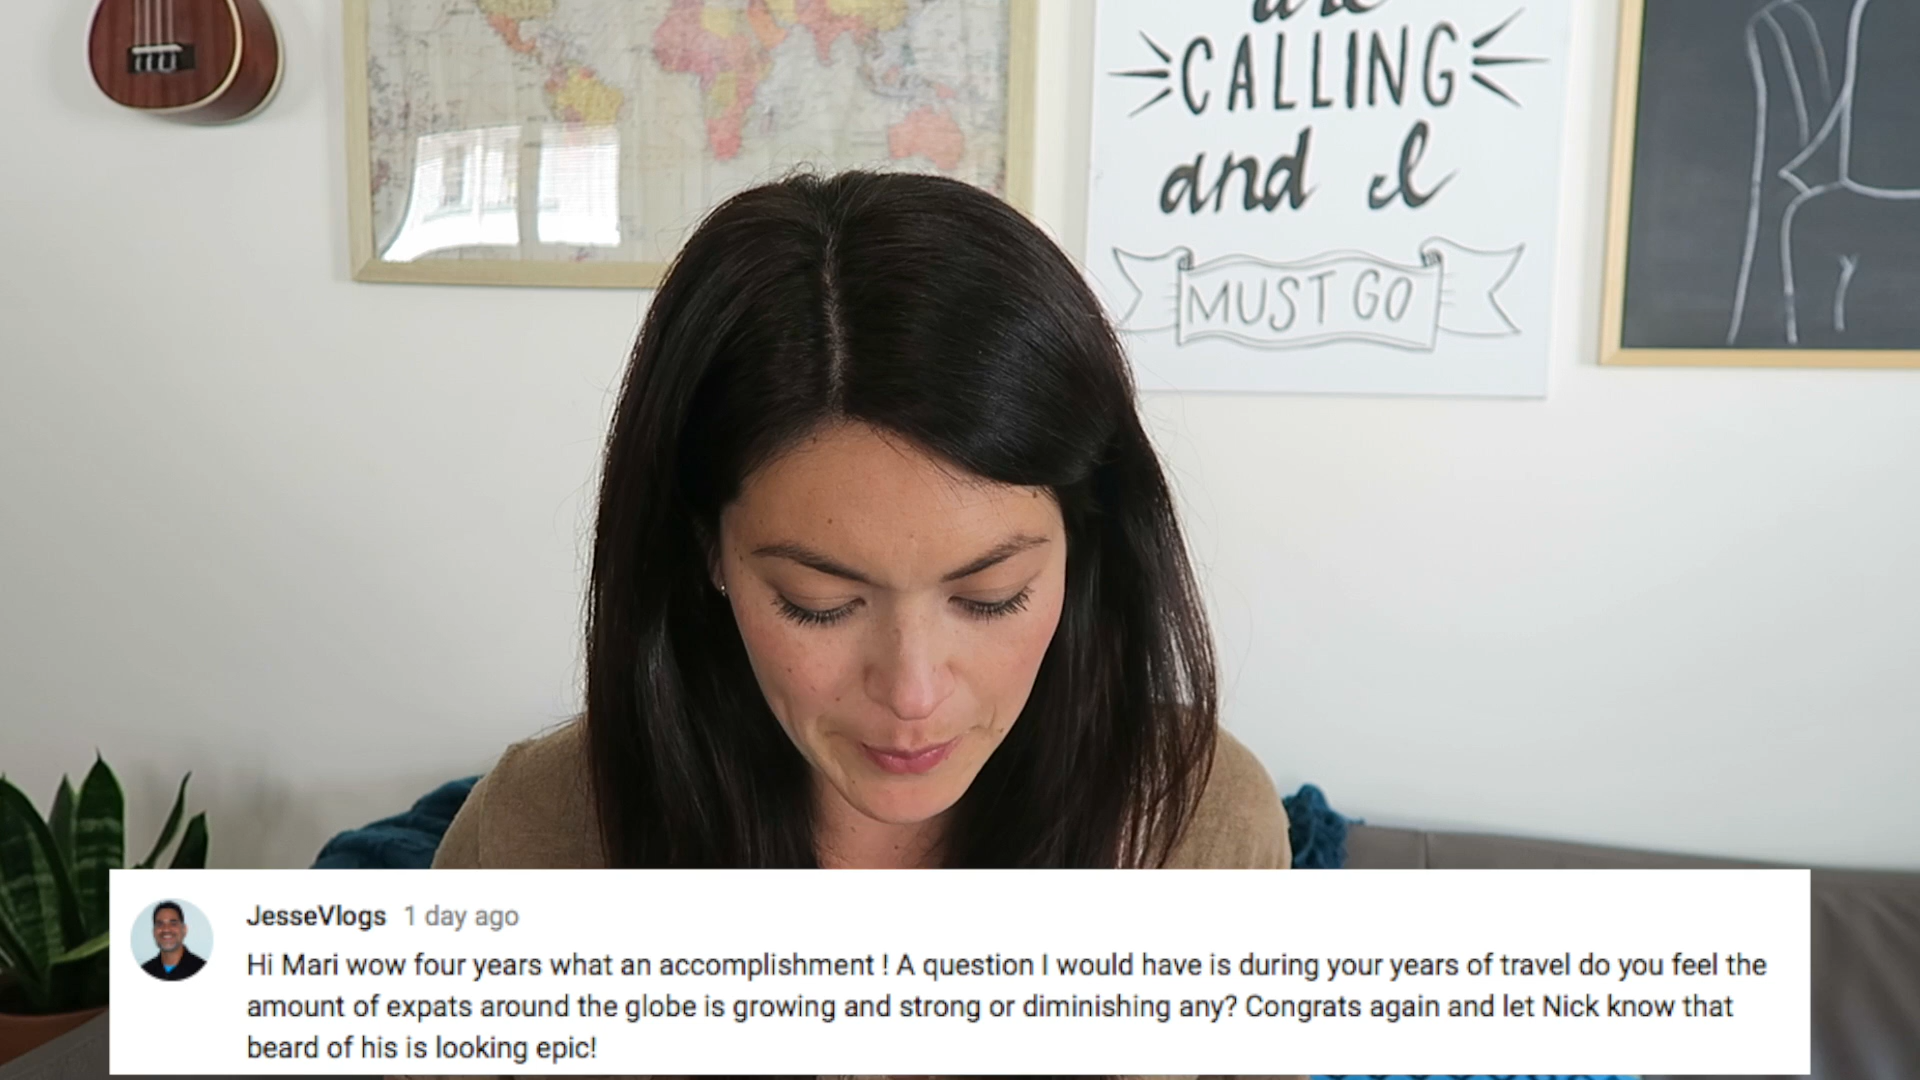 are
CALLING
and I
MUST GO
JesseVlogs 1 day ago
Hi Mari wow four years what an accomplishment ! A question I would have is during your years of travel do you feel the
amount of expats around the globe is growing and strong or diminishing any? Congrats again and let Nick know that
beard of his is looking epic!